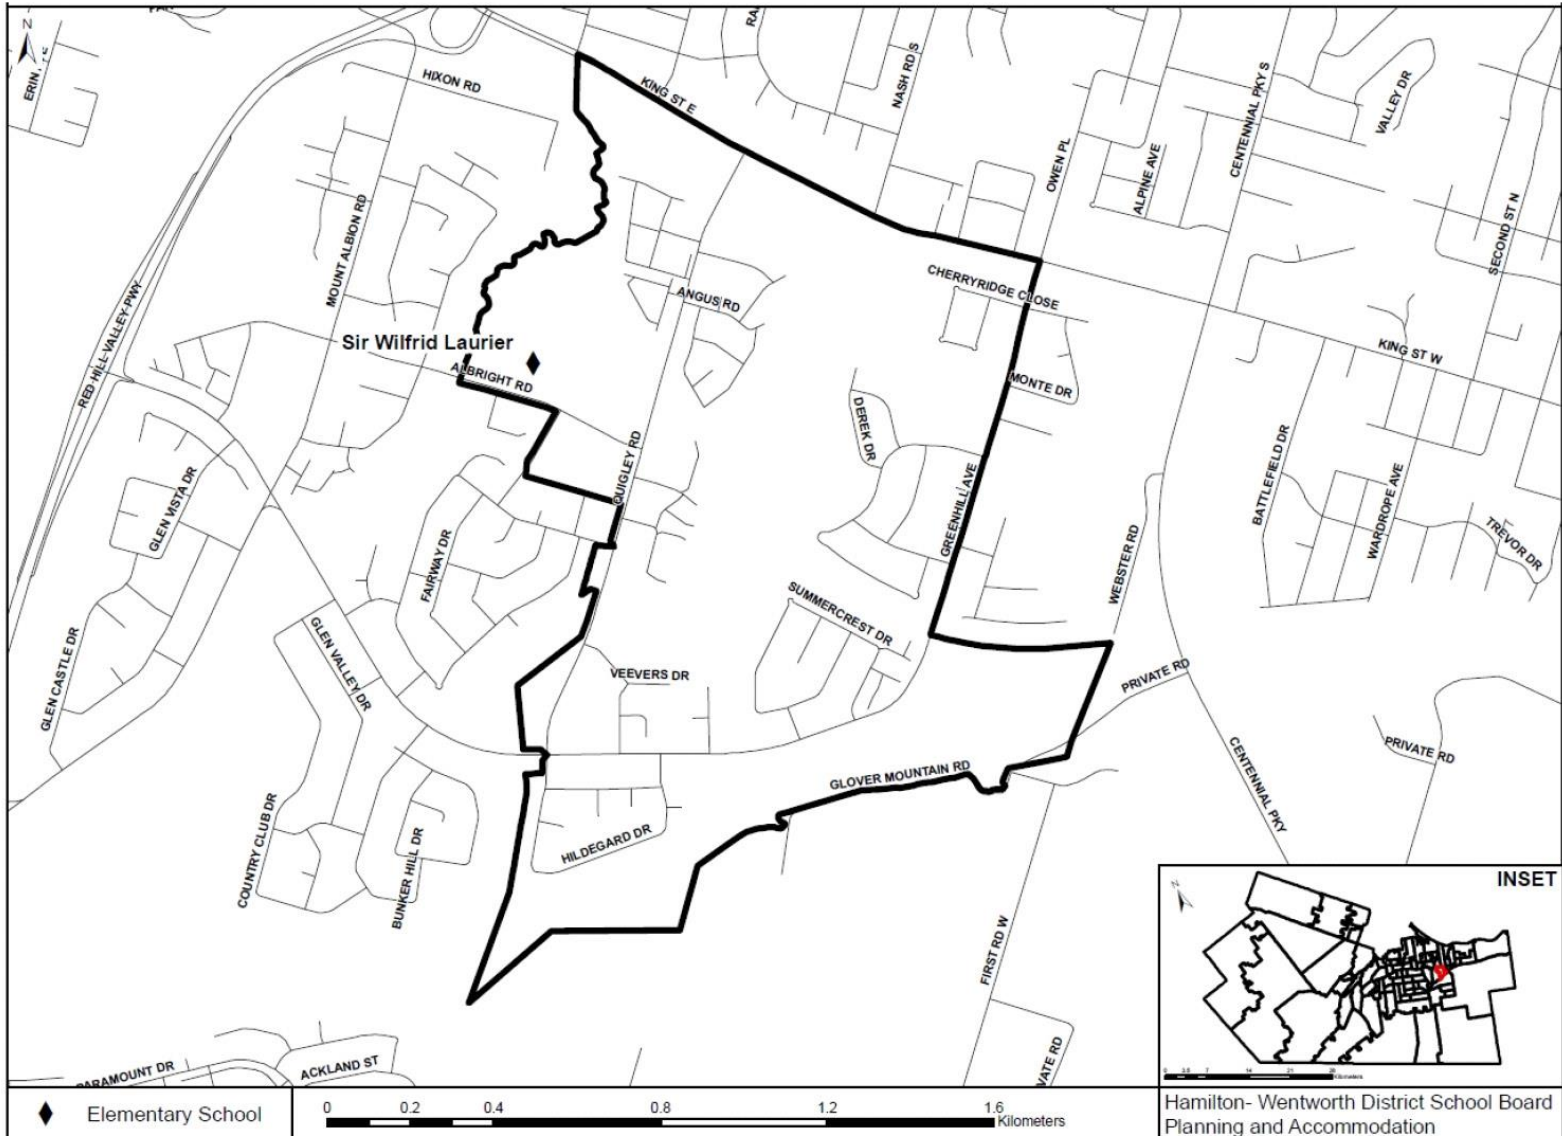 N
HIXON RD
KING ST E
NASH RD S
OWEN PL
ALPINE AVE
CENTENNIAL PKY S
VALLEY DR
SECOND ST N
MOUNT ALBION RD
RED HILL VALLEY PWY
ANGUS RD
CHERRYRIDGE CLOSE
Sir Wilfrid Laurier
ALBRIGHT RD
KING ST W
MONTE DR
DEREK DR
QUIGLEY RD
GREENHILL AVE
BATTLEFIELD DR
WARDROPE AVE
TREVOR DR
GLEN VISTA DR
FAIRWAY DR
WEBSTER RD
SUMMERCREST DR
GLEN CASTLE DR
GLEN VALLEY DR
VEEVERS DR
PRIVATE RD
PRIVATE RD
CENTENNIAL PKY
GLOVER MOUNTAIN RD
COUNTRY CLUB DR
BUNKER HILL DR
HILDEGARD DR
FIRST RD W
PARAMOUNT DR
ACKLAND ST
INSET
N
Kilometers
Elementary School
0 0.2 0.4 0.8 1.2 1.6
Kilometers
Hamilton- Wentworth District School Board
Planning and Accommodation